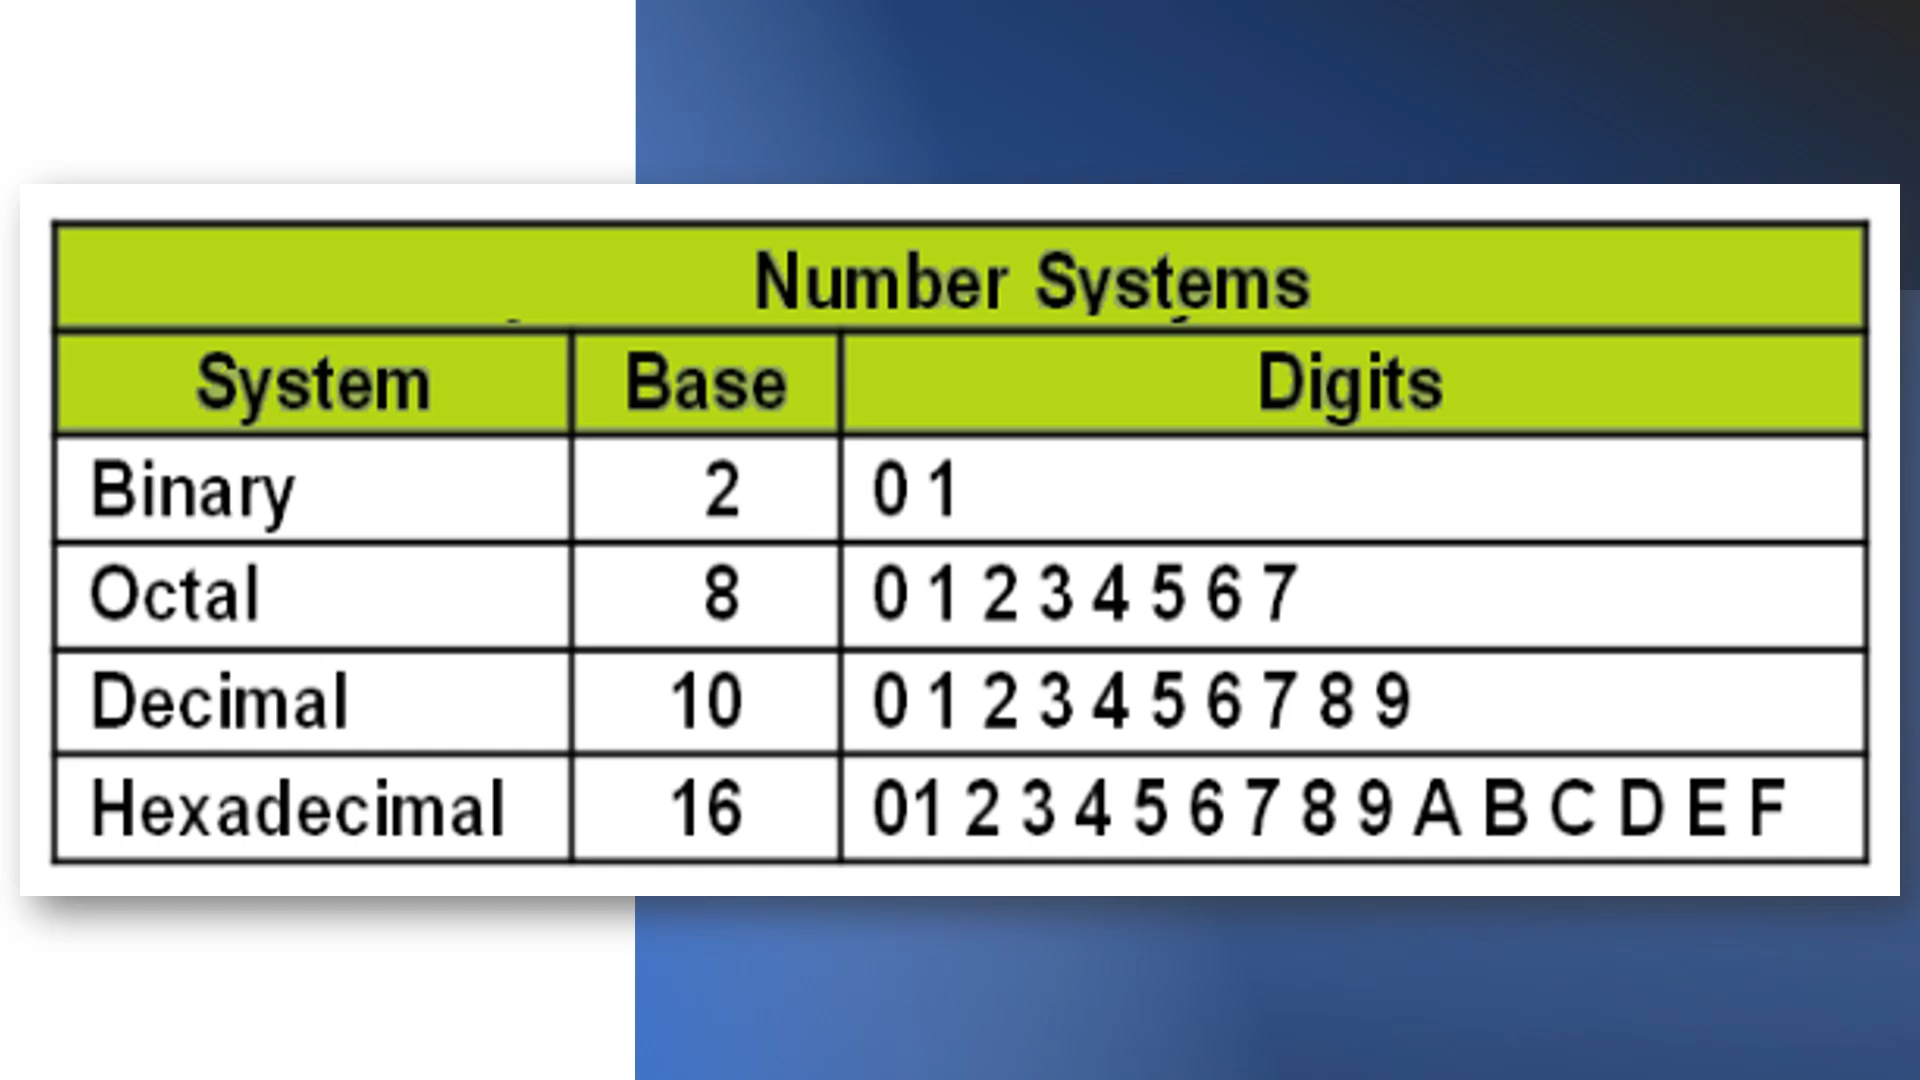 Number Systems
System Base Digits
Binary 2 0 1
Octal 8 0 1 2 3 4 5 6 7
Decimal 10 0 1 2 3 4 5 6 7 8 9
Hexadecimal 16 01 2 3 4 5 6 7 8 9 A B C D E F